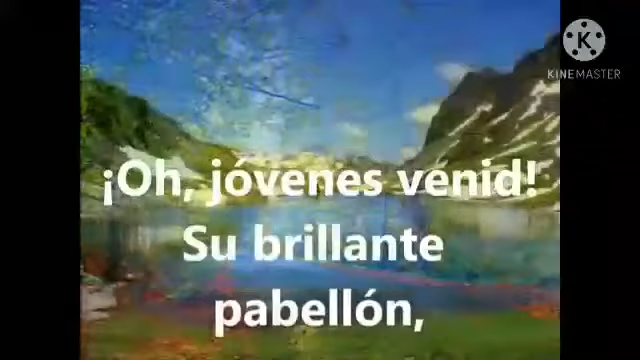 KINEMASTER
¡Oh, jóvenes venid!
Su brillante
pabellón,